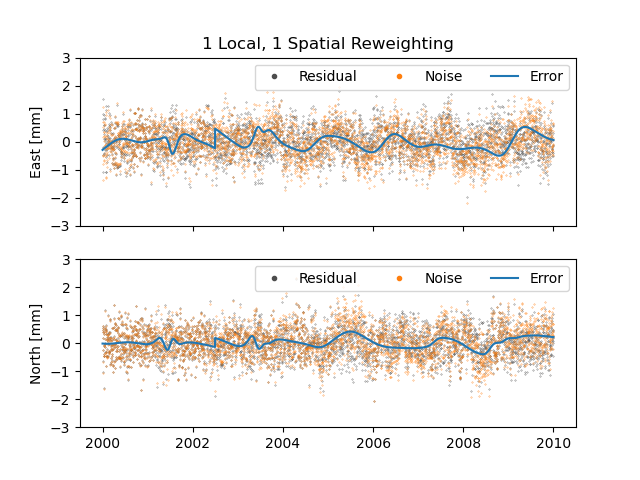 1 Local, 1 Spatial Reweighting
3
2
1
0
−1
−2
−3
East [mm]
Residual Noise Error
3
2
1
0
−1
−2
−3
North [mm]
Residual Noise Error
2000 2002 2004 2006 2008 2010